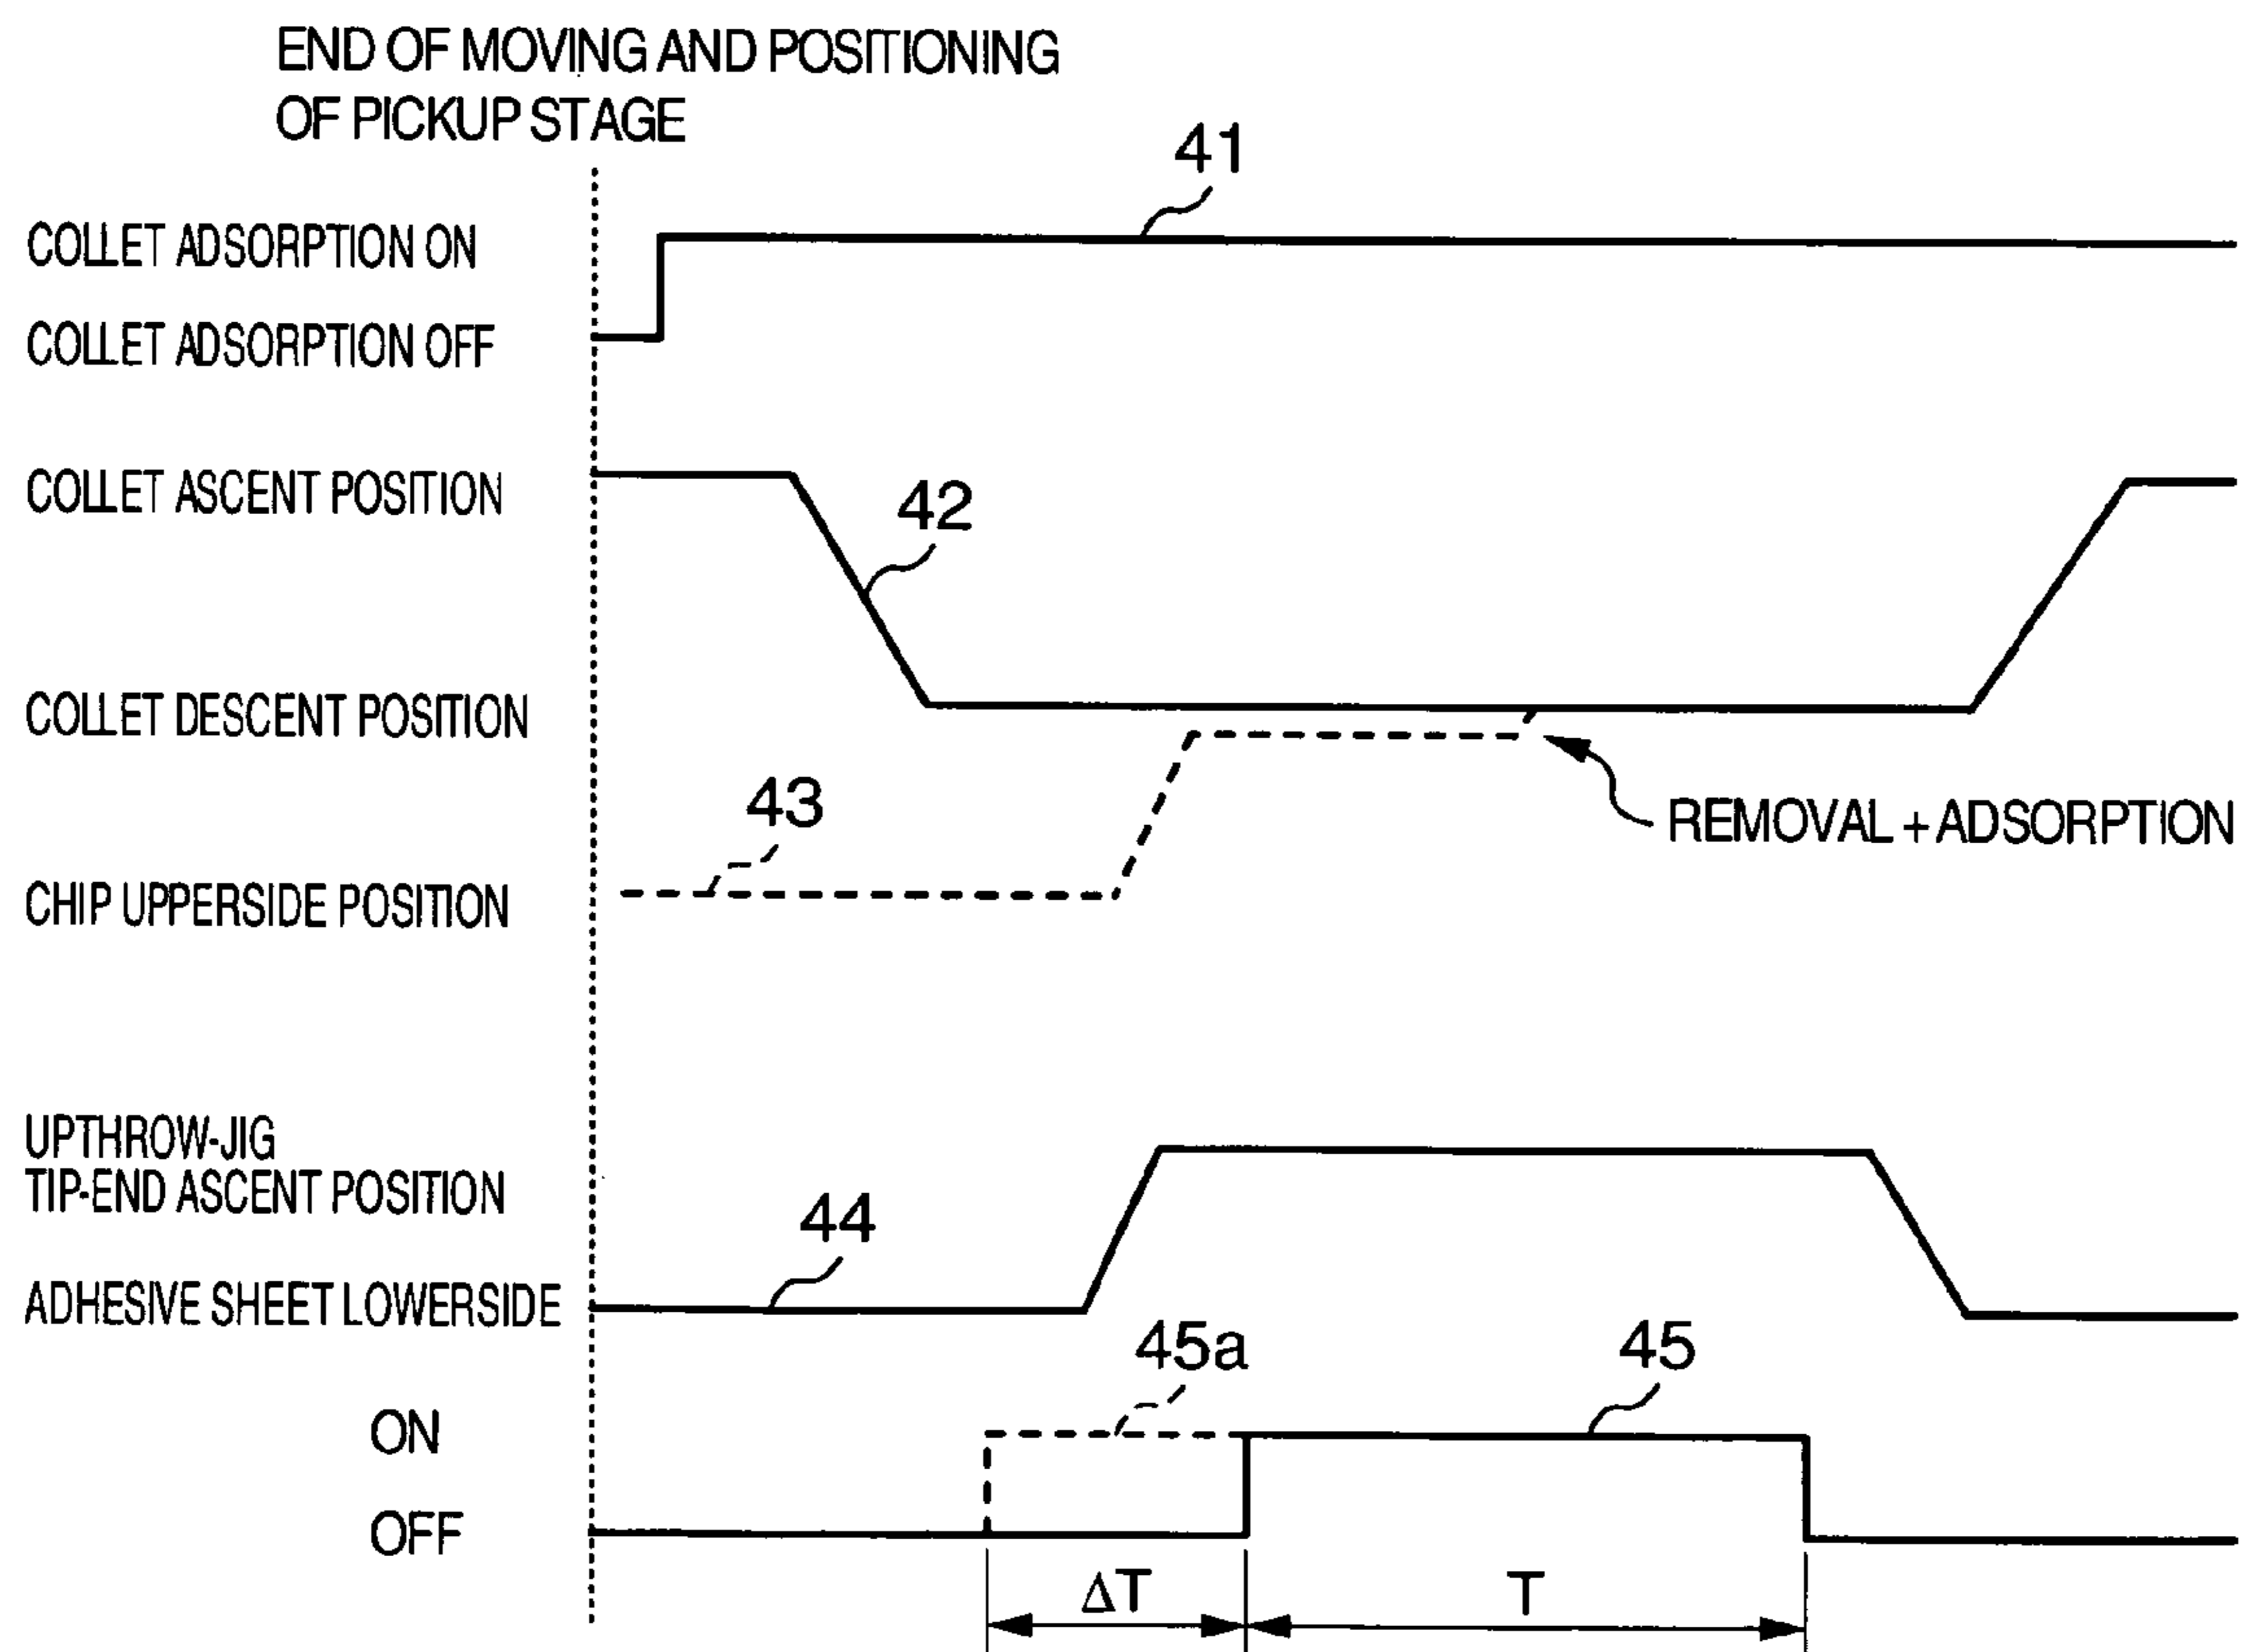 END OF MOVING AND POSITIONING
OF PICKUP STAGE
41
COLLET ADSORPTION ON
COLLET ADSORPTION OFF
COLLET ASCENT POSITION
42
COLLET DESCENT POSITION
43
REMOVAL + ADSORPTION
CHIP UPPERSIDE POSITION
UPTHROW-JIG
TIP-END ASCENT POSITION
44
ADHESIVE SHEET LOWERSIDE
45a
45
ON
OFF
ΔT
T